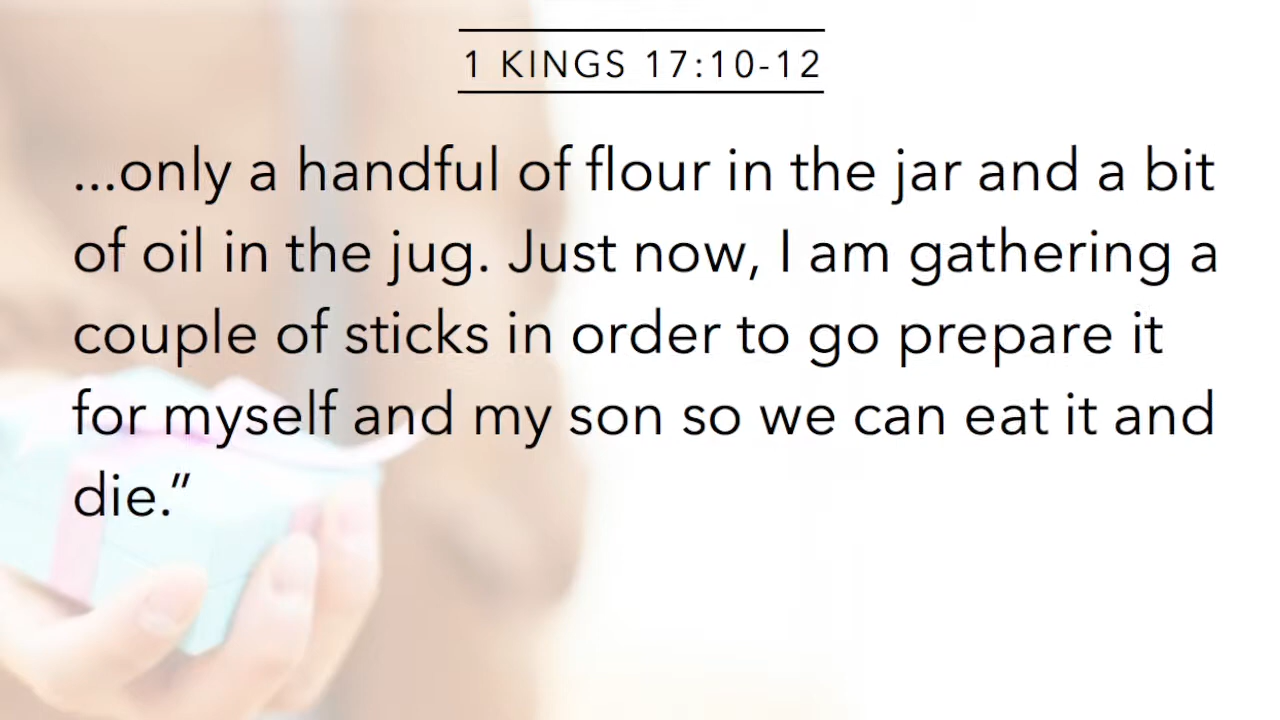 1 KINGS 17:10-12
...only a handful of flour in the jar and a bit
of oil in the jug. Just now, I am gathering a
couple of sticks in order to go prepare it
for myself and my son so we can eat it and
die.”